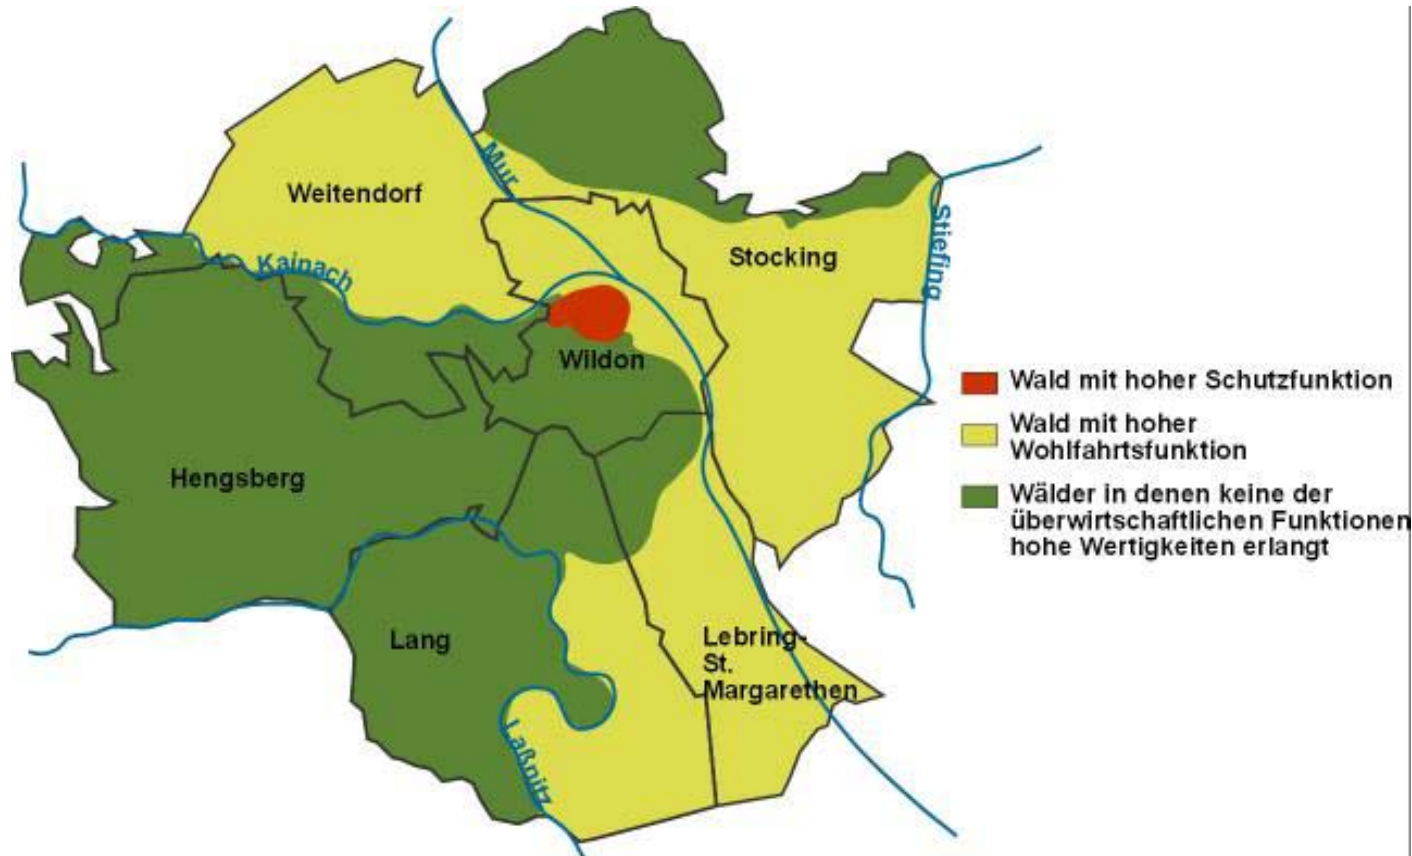 Mur
Weitendorf
Stiefing
Stocking
Kainach
Wildon
Wald mit hoher Schutzfunktion
Wald mit hoher
Wohlfahrtsfunktion
Hengsberg
Wälder in denen keine der
überwirtschaftlichen Funktionen
hohe Wertigkeiten erlangt
Lang
Lebring-
St.
Margarethen
Laßnitz